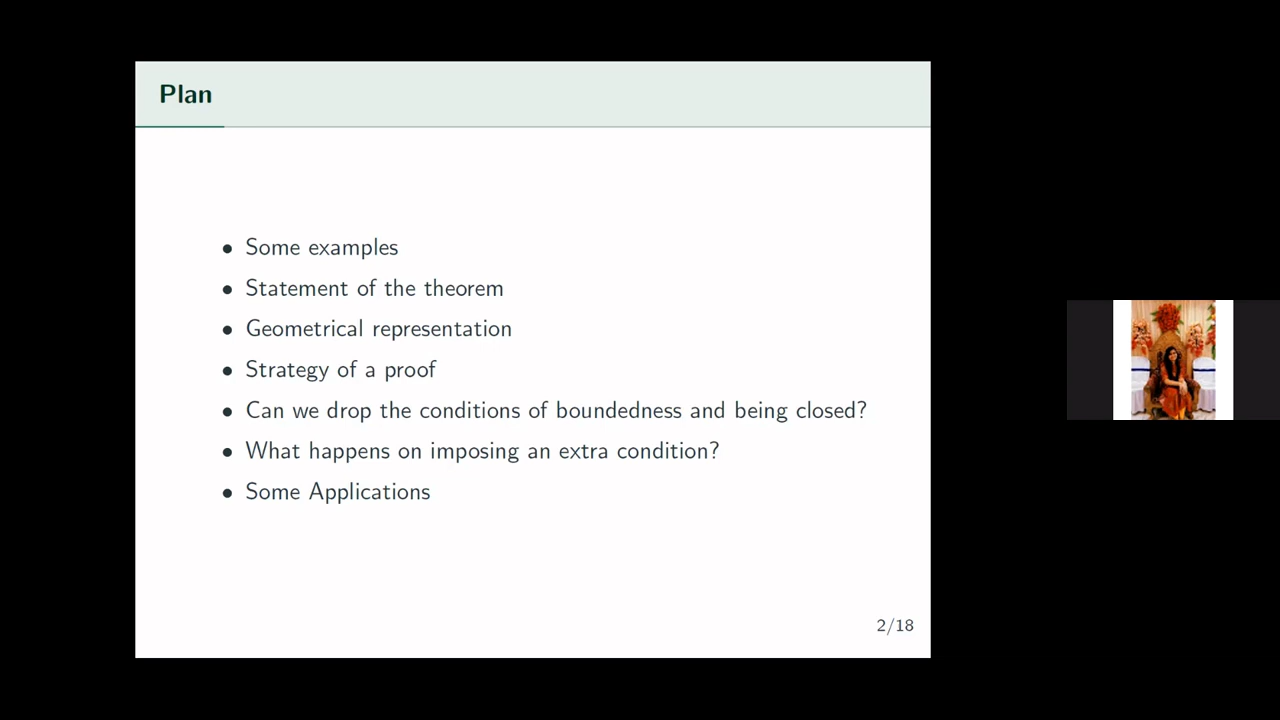 Plan
• Some examples
• Statement of the theorem
• Geometrical representation
• Strategy of a proof
• Can we drop the conditions of boundedness and being closed?
• What happens on imposing an extra condition?
• Some Applications
2/18